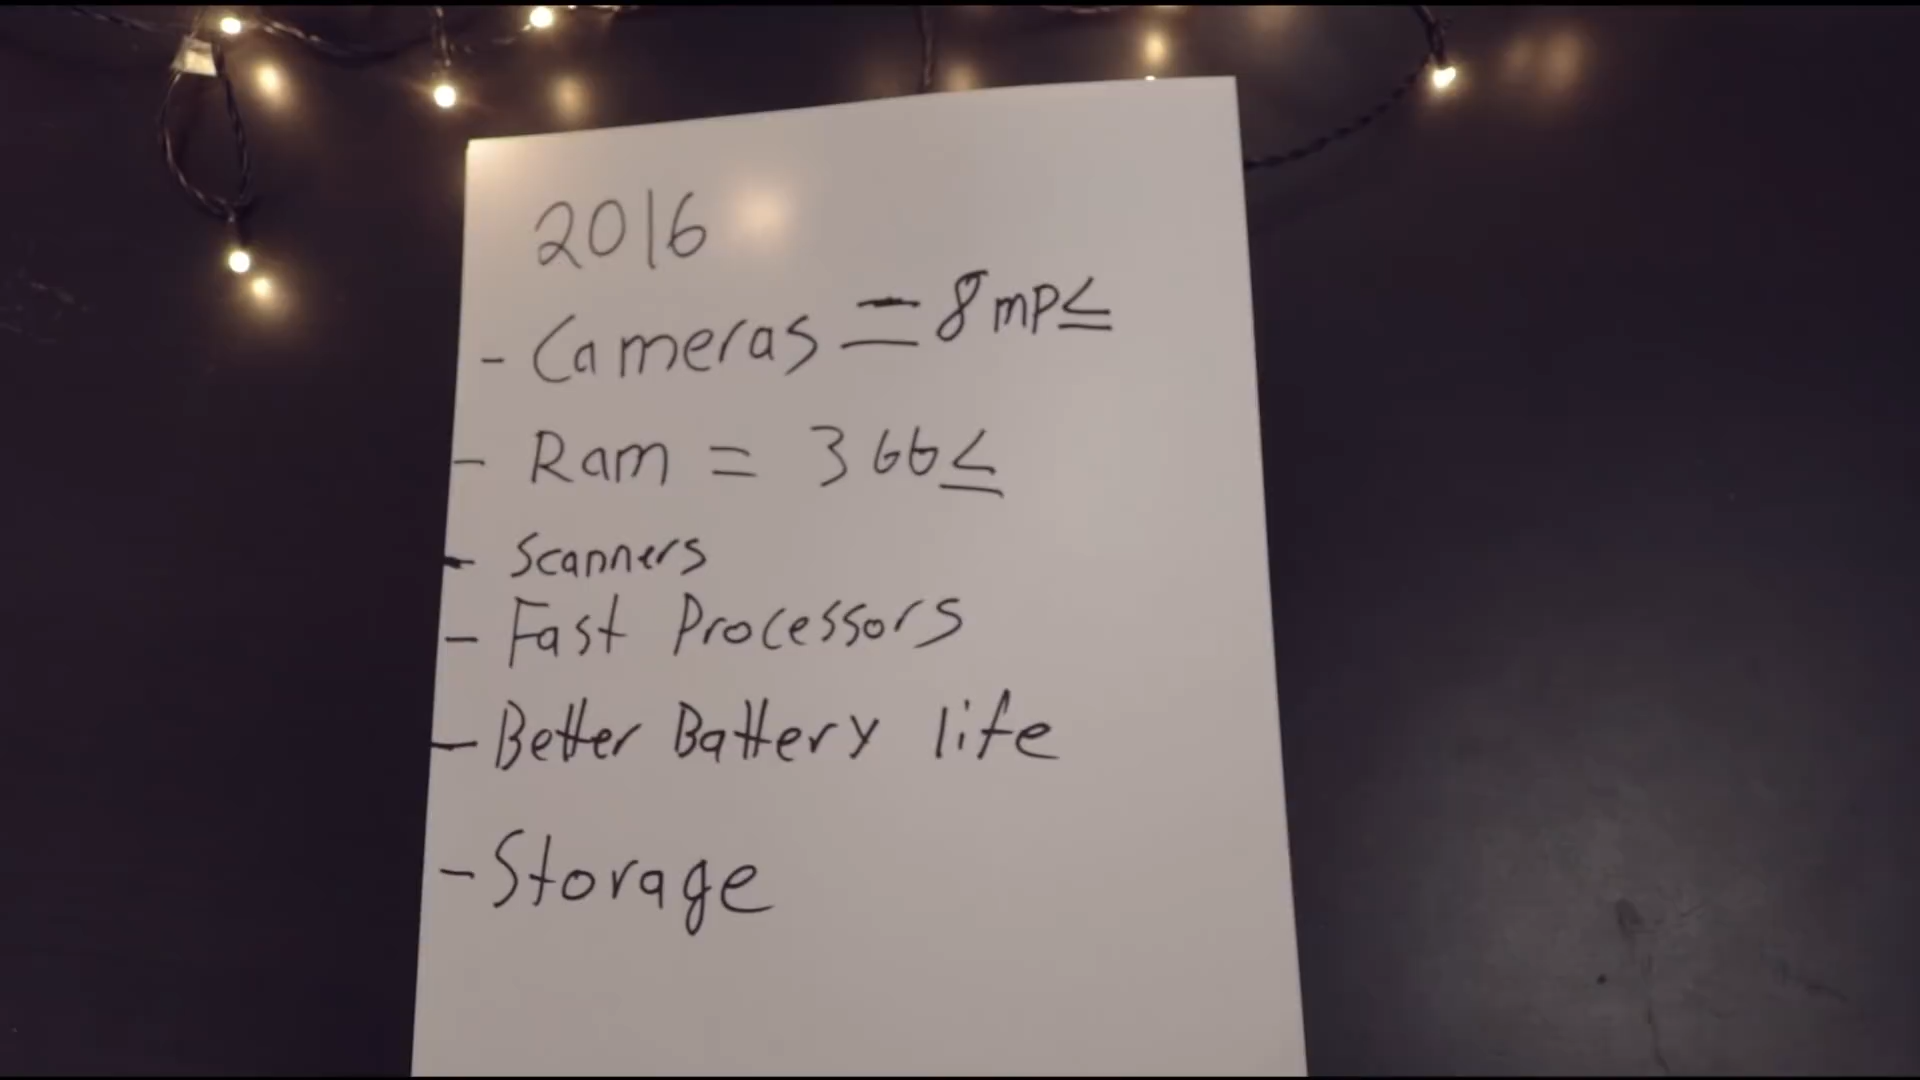 2016
- Cameras = 8mp≤
- Ram = 3GB≤
- Scanners
- Fast Processors
- Better Battery life
- Storage